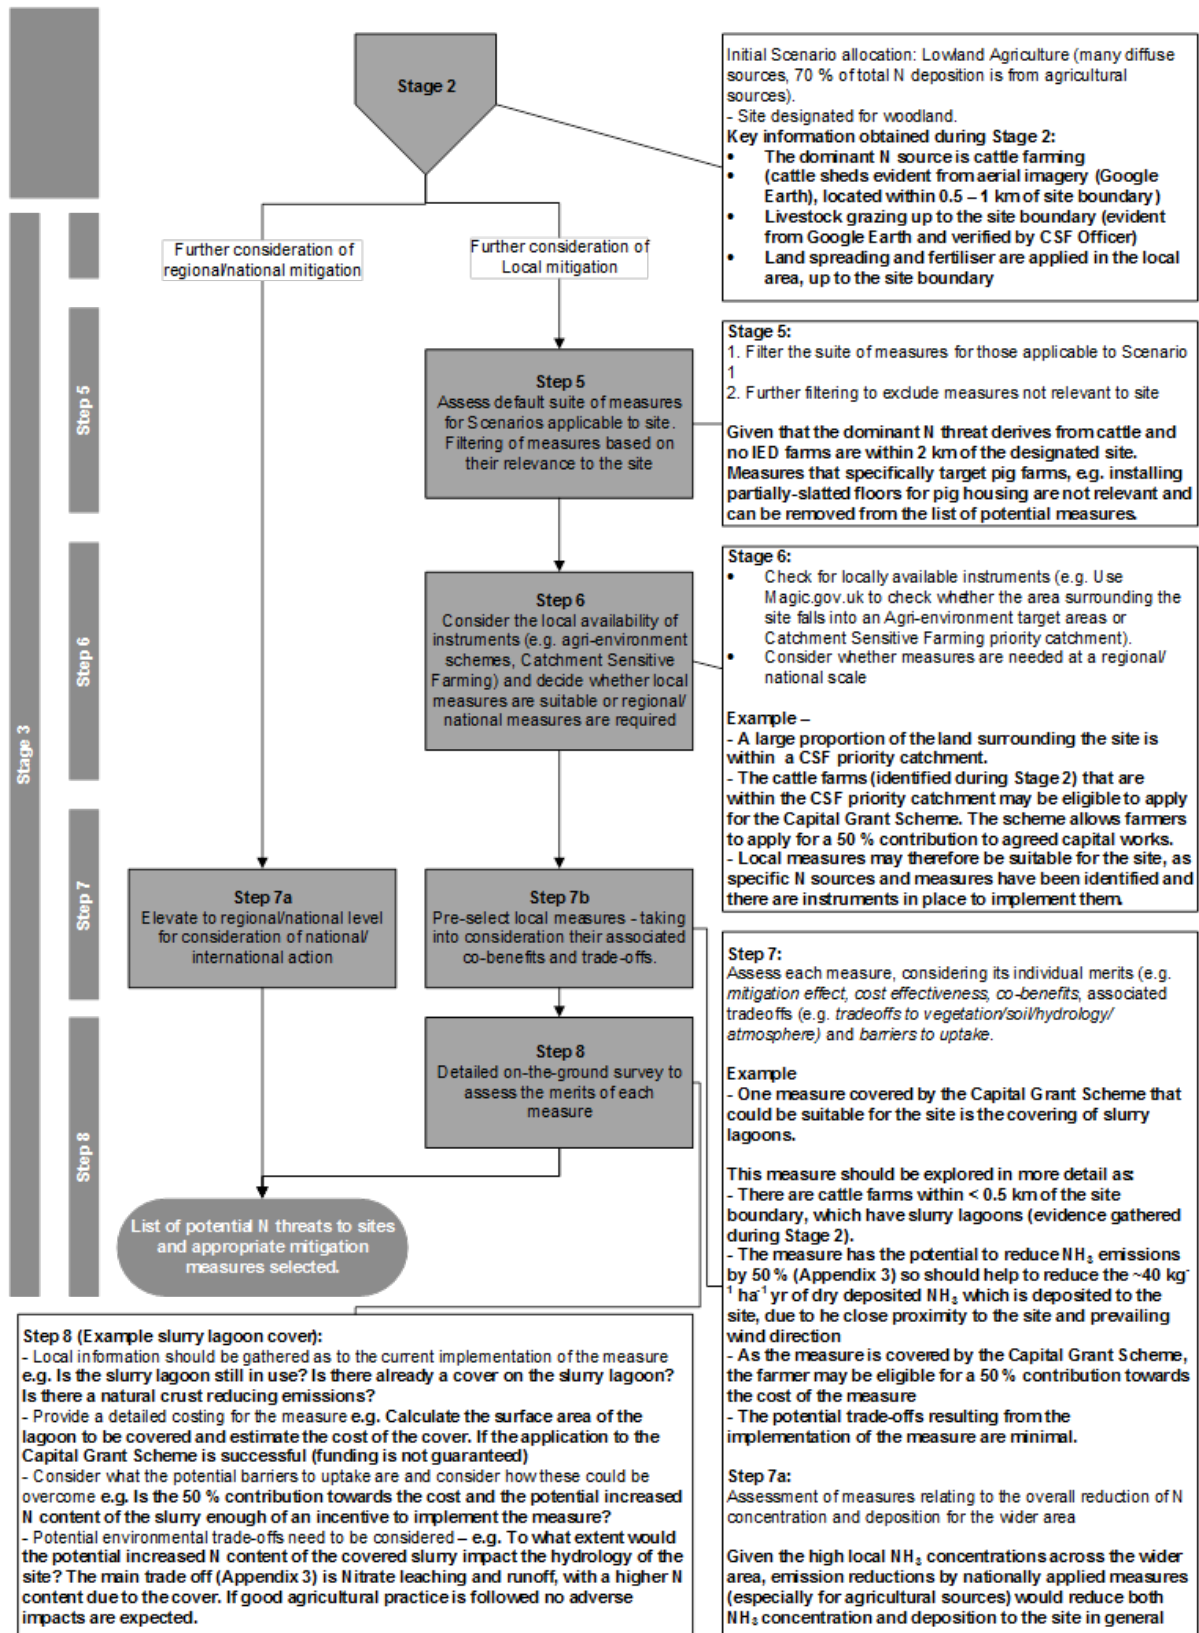 Stage 2
Initial Scenario allocation: Lowland Agriculture (many diffuse
sources, 70 % of total N deposition is from agricultural
sources).
- Site designated for woodland.
Key information obtained during Stage 2:
• The dominant N source is cattle farming
• (cattle sheds evident from aerial imagery (Google
Earth), located within 0.5 – 1 km of site boundary)
• Livestock grazing up to the site boundary (evident
from Google Earth and verified by CSF Officer)
• Land spreading and fertiliser are applied in the local
area, up to the site boundary
Further consideration of
regional/national mitigation
Further consideration of
Local mitigation
Stage 3
Step 5
Step 5
Assess default suite of measures
for Scenarios applicable to site.
Filtering of measures based on
their relevance to the site
Stage 5:
1. Filter the suite of measures for those applicable to Scenario
1
2. Further filtering to exclude measures not relevant to site
Given that the dominant N threat derives from cattle and
no IED farms are within 2 km of the designated site.
Measures that specifically target pig farms, e.g. installing
partially-slatted floors for pig housing are not relevant and
can be removed from the list of potential measures.
Step 6
Step 6
Consider the local availability of
instruments (e.g. agri-environment
schemes, Catchment Sensitive
Farming) and decide whether local
measures are suitable or regional/
national measures are required
Stage 6:
• Check for locally available instruments (e.g. Use
Magic.gov.uk to check whether the area surrounding the
site falls into an Agri-environment target areas or
Catchment Sensitive Farming priority catchment).
• Consider whether measures are needed at a regional/
national scale
Example –
- A large proportion of the land surrounding the site is
within a CSF priority catchment.
- The cattle farms (identified during Stage 2) that are
within the CSF priority catchment may be eligible to apply
for the Capital Grant Scheme. The scheme allows farmers
to apply for a 50 % contribution to agreed capital works.
- Local measures may therefore be suitable for the site, as
specific N sources and measures have been identified and
there are instruments in place to implement them.
Step 7
Step 7a
Elevate to regional/national level
for consideration of national/
international action
Step 7b
Pre-select local measures - taking
into consideration their associated
co-benefits and trade-offs.
Step 7:
Assess each measure, considering its individual merits (e.g.
mitigation effect, cost effectiveness, co-benefits, associated
tradeoffs (e.g. tradeoffs to vegetation/soil/hydrology/
atmosphere) and barriers to uptake.
Example
- One measure covered by the Capital Grant Scheme that
could be suitable for the site is the covering of slurry
lagoons.
This measure should be explored in more detail as:
- There are cattle farms within < 0.5 km of the site
boundary, which have slurry lagoons (evidence gathered
during Stage 2).
- The measure has the potential to reduce NH₃ emissions
by 50 % (Appendix 3) so should help to reduce the ~40 kg⁻
¹ ha⁻¹ yr of dry deposited NH₃ which is deposited to the
site, due to he close proximity to the site and prevailing
wind direction
- As the measure is covered by the Capital Grant Scheme,
the farmer may be eligible for a 50 % contribution towards
the cost of the measure
- The potential trade-offs resulting from the
implementation of the measure are minimal.
Step 7a:
Assessment of measures relating to the overall reduction of N
concentration and deposition for the wider area
Given the high local NH₃ concentrations across the wider
area, emission reductions by nationally applied measures
(especially for agricultural sources) would reduce both
NH₃ concentration and deposition to the site in general
Step 8
Step 8
Detailed on-the-ground survey to
assess the merits of each
measure
List of potential N threats to sites
and appropriate mitigation
measures selected.
Step 8 (Example slurry lagoon cover):
- Local information should be gathered as to the current implementation of the measure
e.g. Is the slurry lagoon still in use? Is there already a cover on the slurry lagoon?
Is there a natural crust reducing emissions?
- Provide a detailed costing for the measure e.g. Calculate the surface area of the
lagoon to be covered and estimate the cost of the cover. If the application to the
Capital Grant Scheme is successful (funding is not guaranteed)
- Consider what the potential barriers to uptake are and consider how these could be
overcome e.g. Is the 50 % contribution towards the cost and the potential increased
N content of the slurry enough of an incentive to implement the measure?
- Potential environmental trade-offs need to be considered – e.g. To what extent would
the potential increased N content of the covered slurry impact the hydrology of the
site? The main trade off (Appendix 3) is Nitrate leaching and runoff, with a higher N
content due to the cover. If good agricultural practice is followed no adverse
impacts are expected.